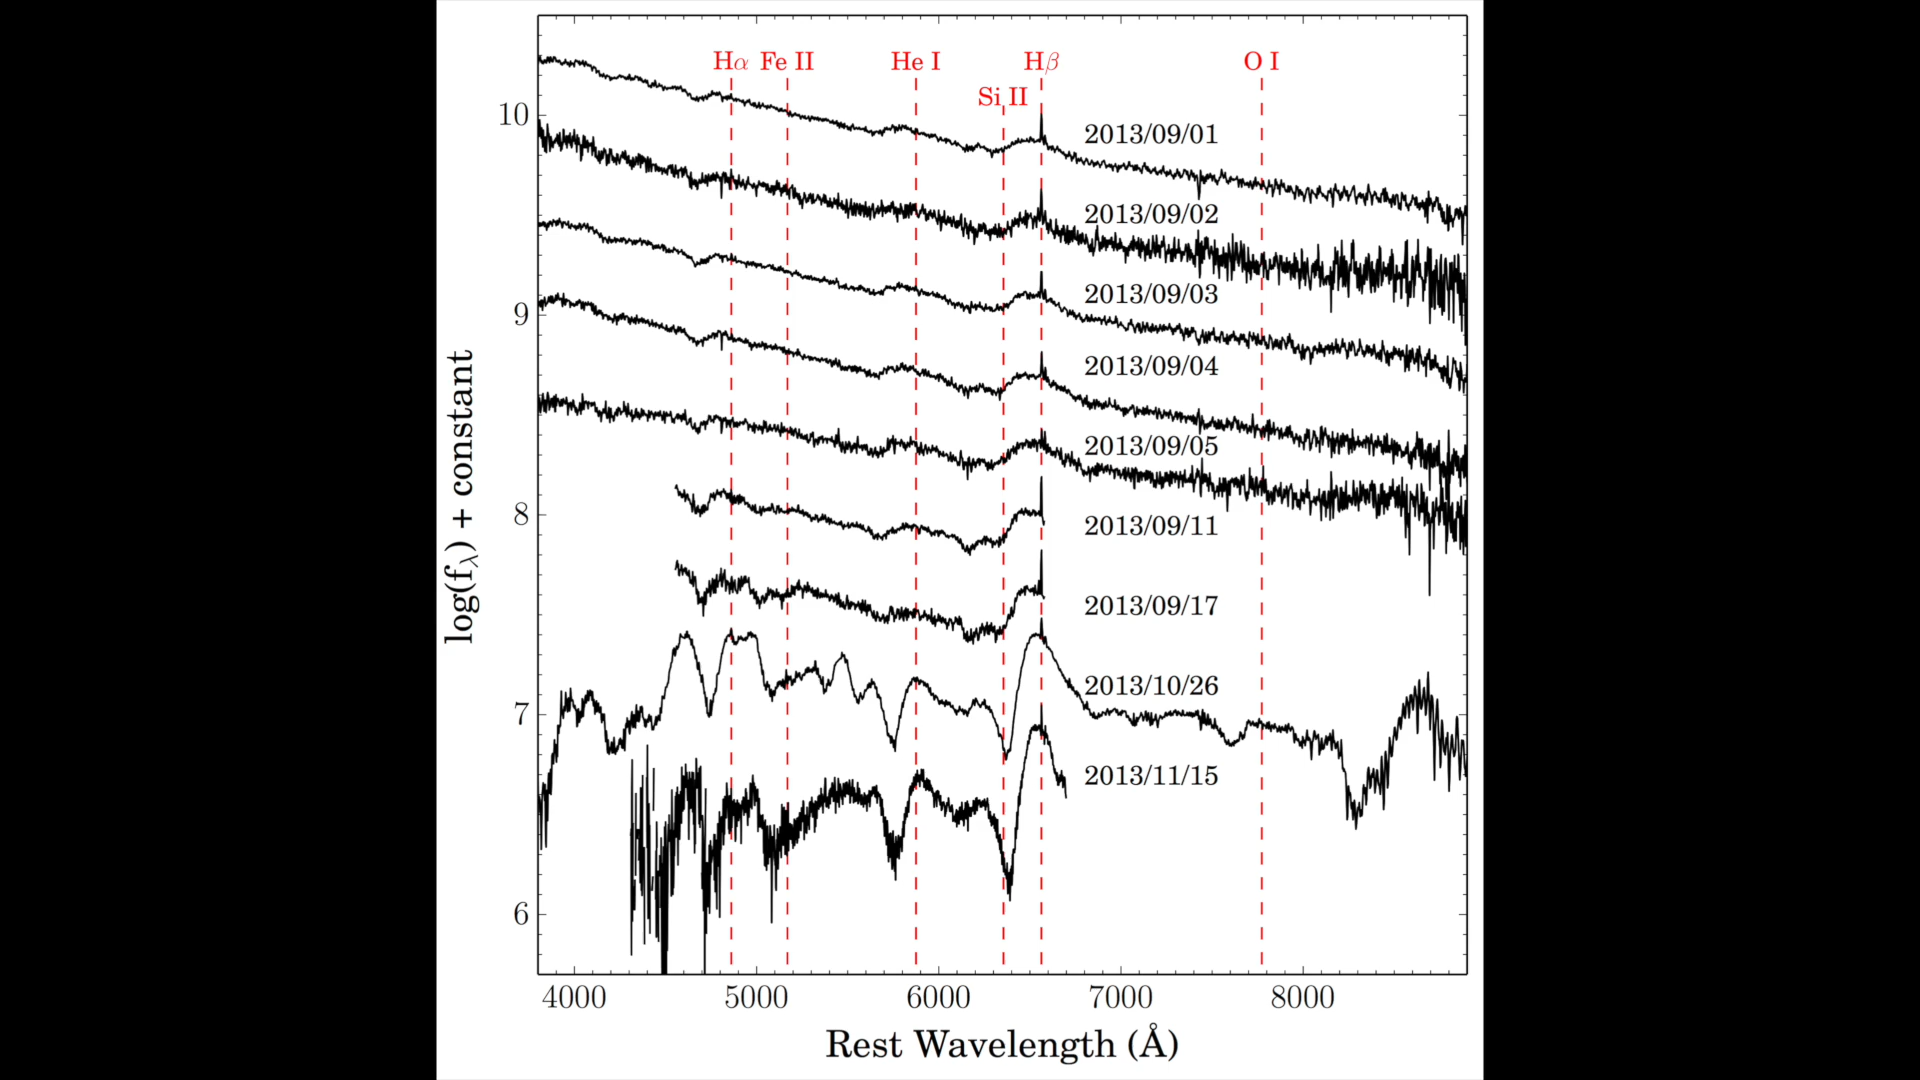 Hα Fe II He I Hβ O I
Si II
10
9
8
7
6
2013/09/01
2013/09/02
2013/09/03
2013/09/04
2013/09/05
2013/09/11
2013/09/17
2013/10/26
2013/11/15
log(fλ) + constant
4000 5000 6000 7000 8000
Rest Wavelength (Å)